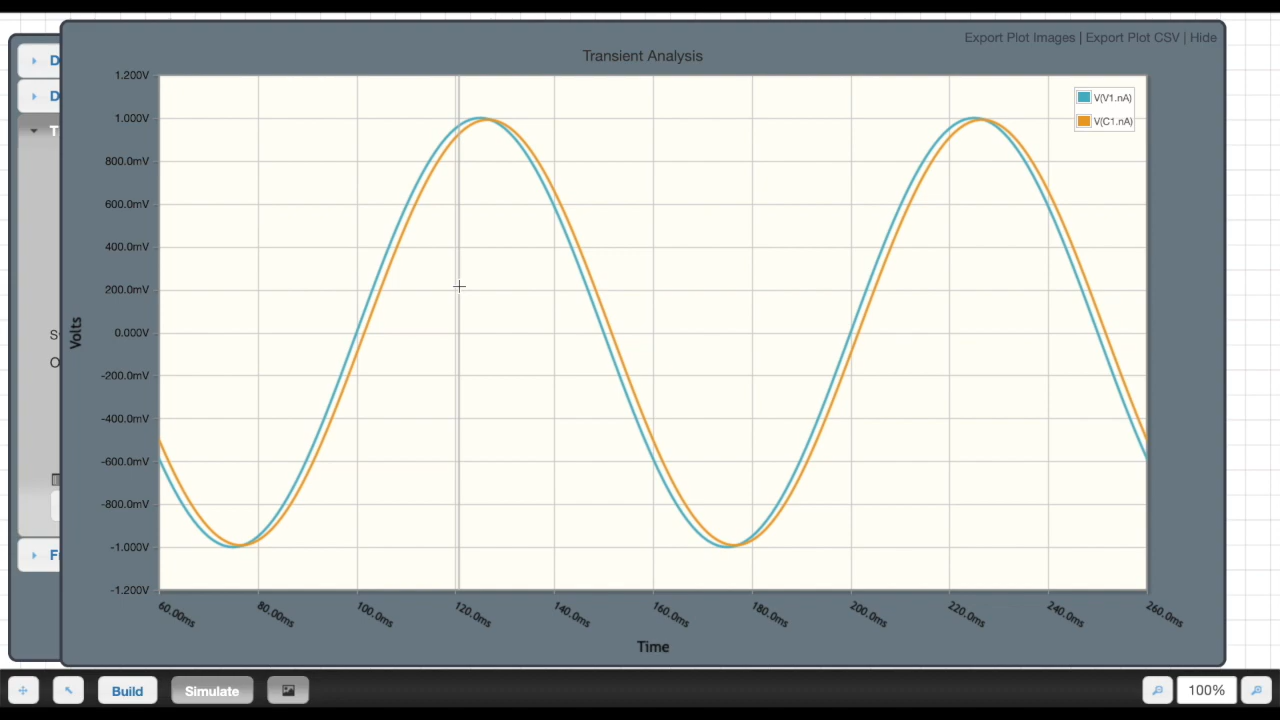 Export Plot Images | Export Plot CSV | Hide
Transient Analysis
1.200V
1.000V
800.0mV
600.0mV
400.0mV
200.0mV
0.000V
-200.0mV
-400.0mV
-600.0mV
-800.0mV
-1.000V
-1.200V
Volts
V(V1.nA)
V(C1.nA)
60.00ms
80.00ms
100.0ms
120.0ms
140.0ms
160.0ms
180.0ms
200.0ms
220.0ms
240.0ms
260.0ms
Time
D
D
T
O
Build
Simulate
100%